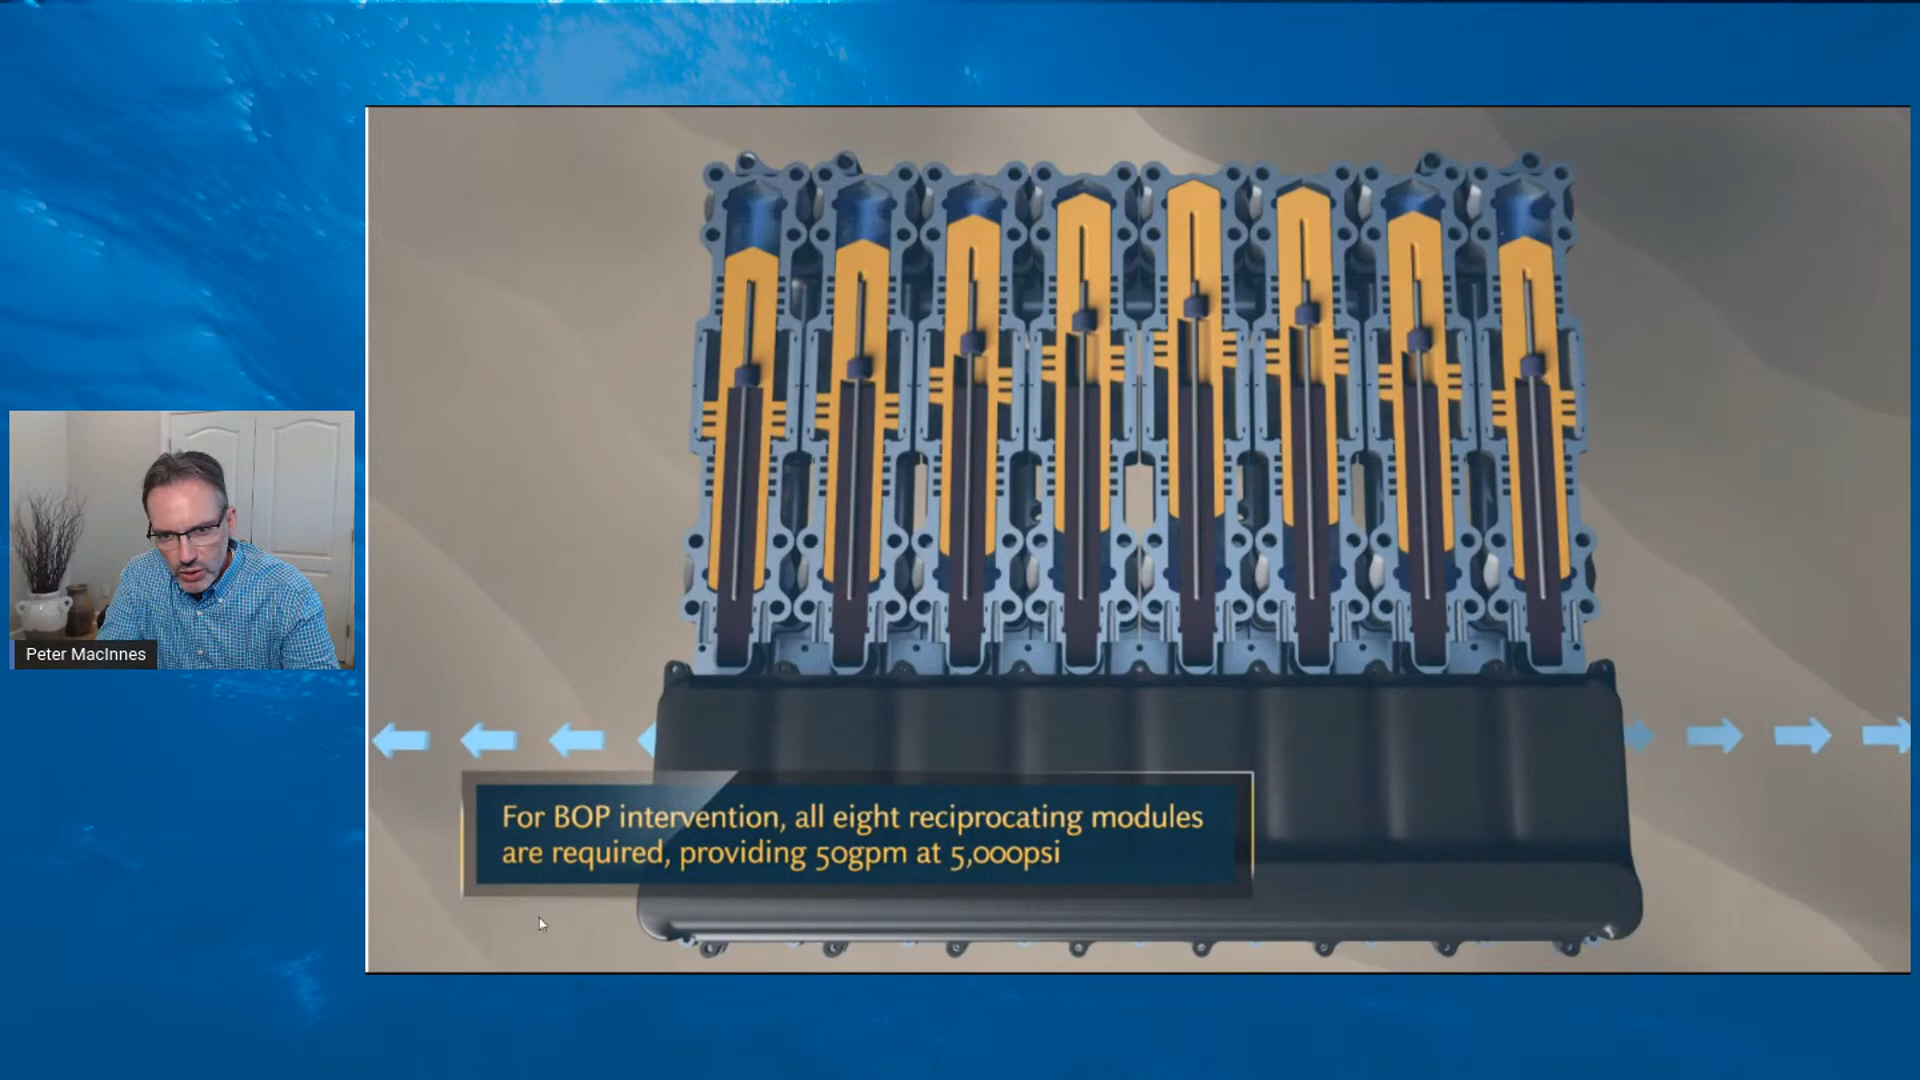 Peter MacInnes
For BOP intervention, all eight reciprocating modules
are required, providing 50gpm at 5,000psi